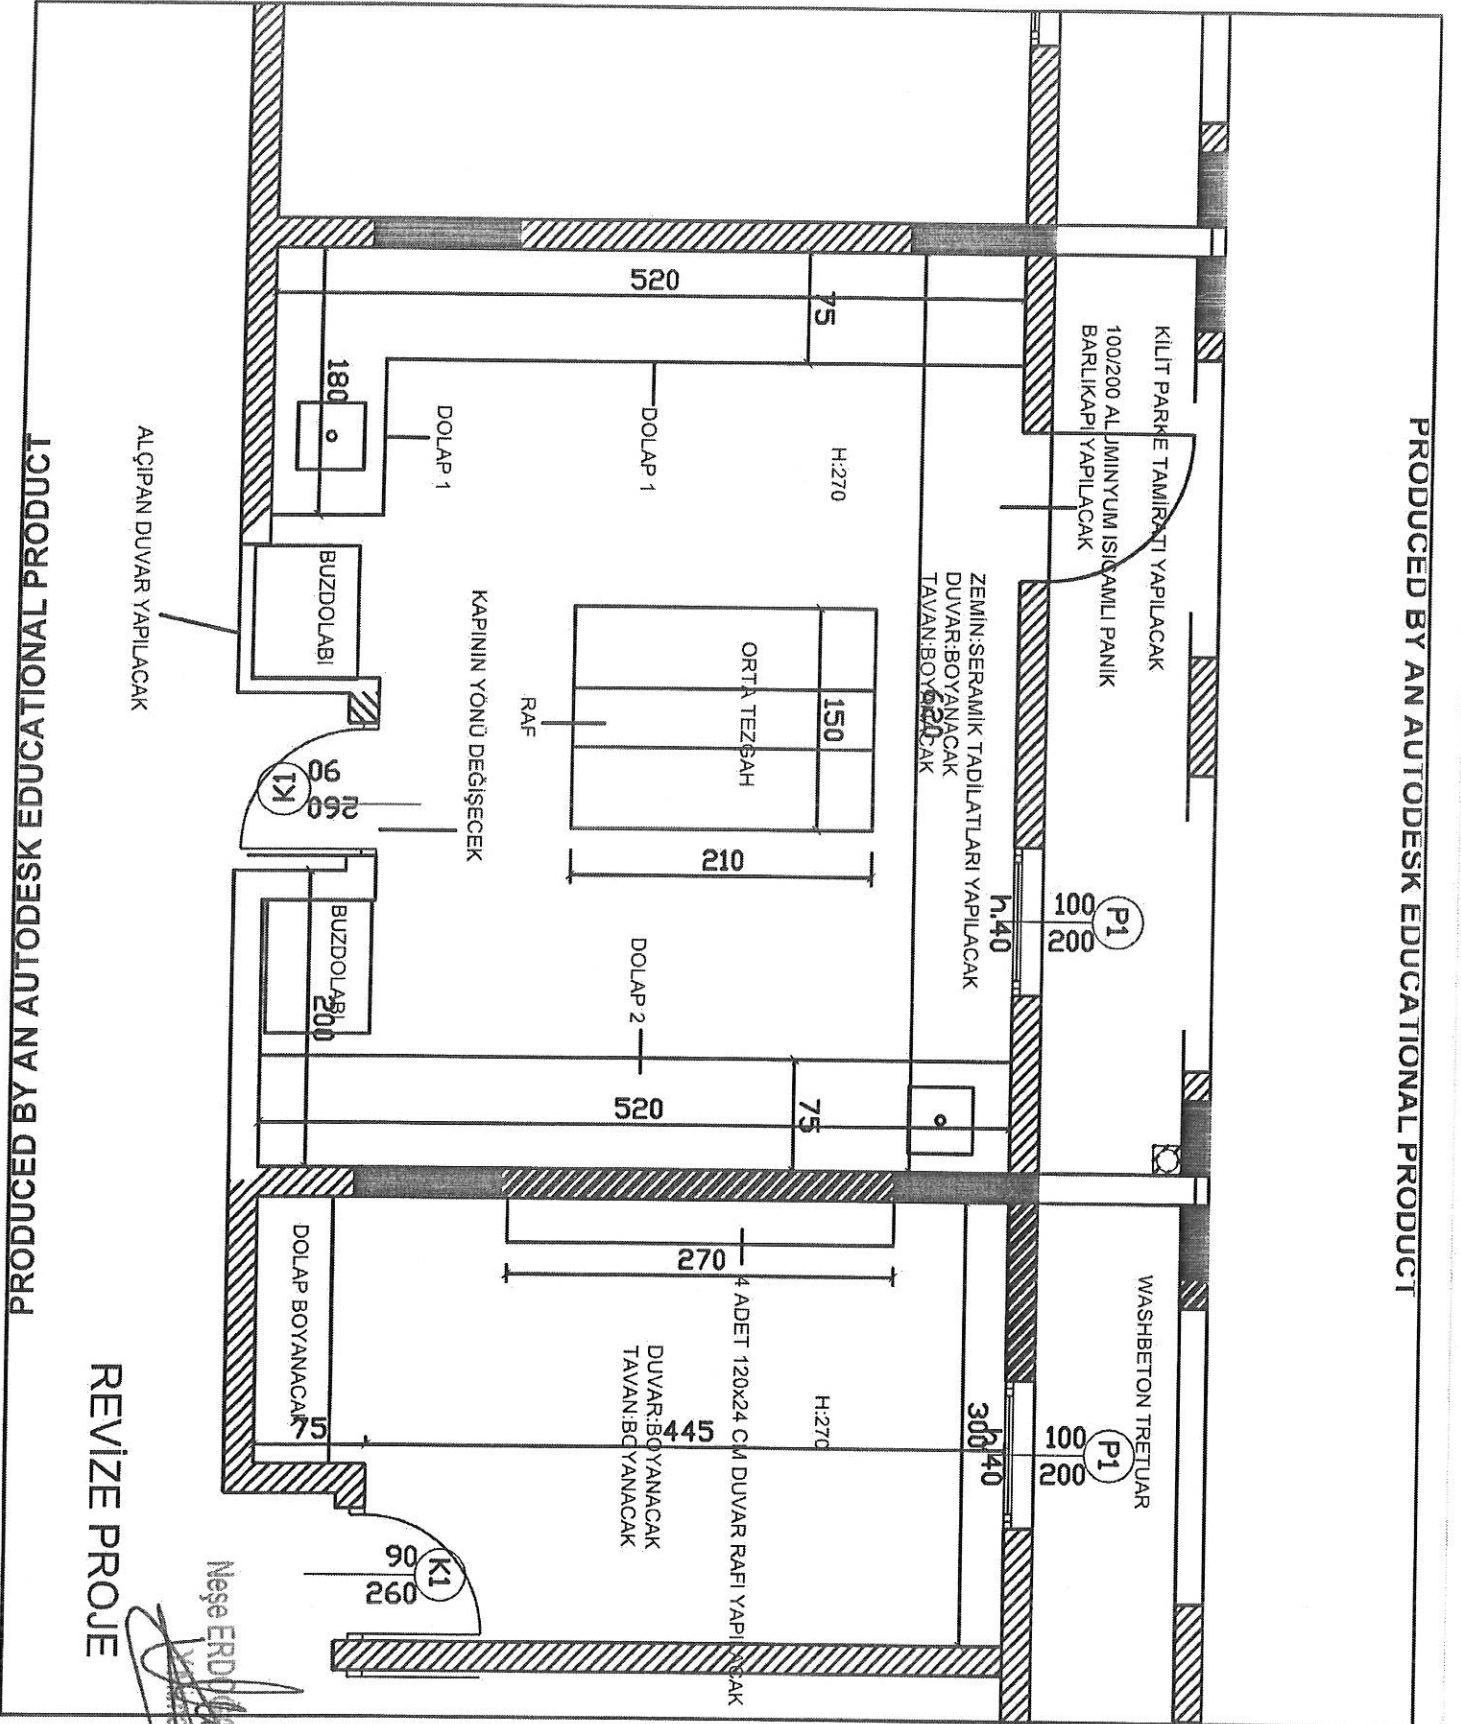 PRODUCED BY AN AUTODESK EDUCATIONAL PRODUCT
KİLİT PARKE TAMİRATI YAPILACAK
100/200 ALUMINYUM ISICAMLI PANİK
BARLIKAPI YAPILACAK
WASHBETON TRETUAR
P1
100
200
h.40
P1
100
200
h.40
300
ZEMİN:SERAMİK TADİLATLARI YAPILACAK
DUVAR:BOYANACAK
TAVAN:BOYANACAK
620
H:270
H:270
75
520
150
ORTA TEZGAH
210
RAF
75
520
DOLAP 1
DOLAP 1
DOLAP 2
4 ADET 120x24 CM DUVAR RAFI YAPILACAK
270
445
DUVAR:BOYANACAK
TAVAN:BOYANACAK
KAPININ YÖNÜ DEĞİŞECEK
180
BUZDOLABI
K1
90
260
BUZDOLABI
200
DOLAP BOYANACAK
75
K1
90
260
ALÇIPAN DUVAR YAPILACAK
REVİZE PROJE
Neşe
PRODUCED BY AN AUTODESK EDUCATIONAL PRODUCT